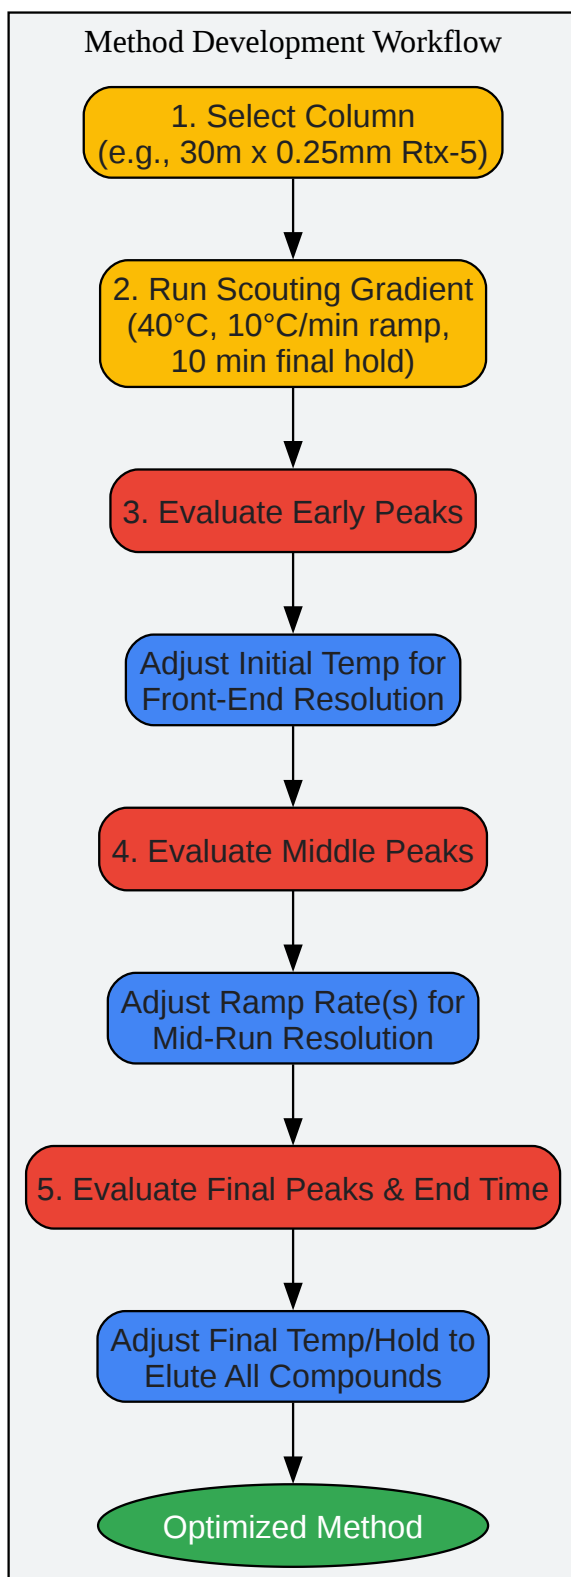 Method Development Workflow
1. Select Column
(e.g., 30m x 0.25mm Rtx-5)
2. Run Scouting Gradient
(40°C, 10°C/min ramp,
10 min final hold)
3. Evaluate Early Peaks
Adjust Initial Temp for
Front-End Resolution
4. Evaluate Middle Peaks
Adjust Ramp Rate(s) for
Mid-Run Resolution
5. Evaluate Final Peaks & End Time
Adjust Final Temp/Hold to
Elute All Compounds
Optimized Method